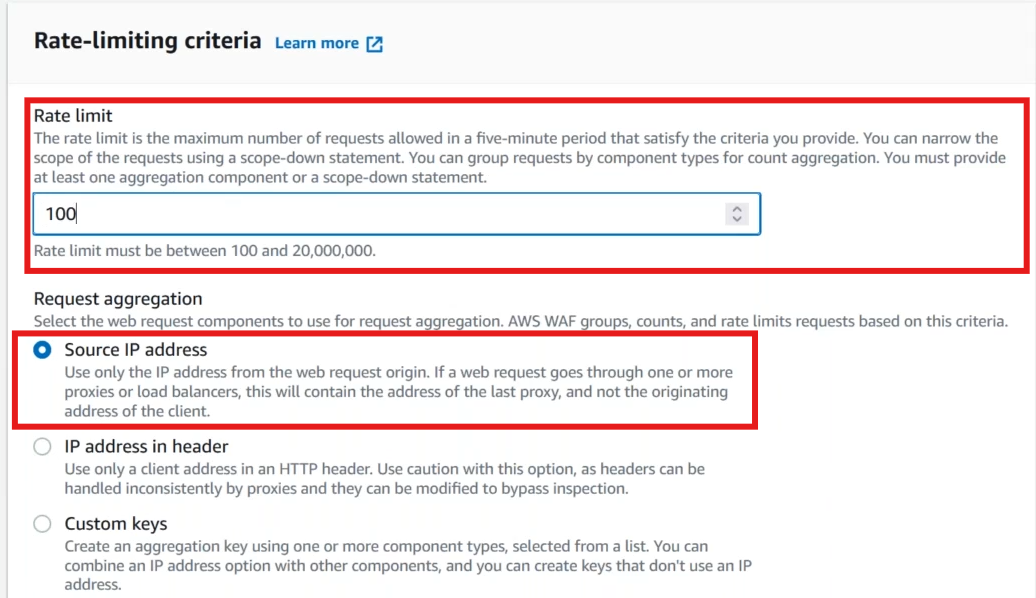 Rate-limiting criteria Learn more
Rate limit
The rate limit is the maximum number of requests allowed in a five-minute period that satisfy the criteria you provide. You can narrow the
scope of the requests using a scope-down statement. You can group requests by component types for count aggregation. You must provide
at least one aggregation component or a scope-down statement.
100
Rate limit must be between 100 and 20,000,000.
Request aggregation
Select the web request components to use for request aggregation. AWS WAF groups, counts, and rate limits requests based on this criteria.
Source IP address
Use only the IP address from the web request origin. If a web request goes through one or more
proxies or load balancers, this will contain the address of the last proxy, and not the originating
address of the client.
IP address in header
Use only a client address in an HTTP header. Use caution with this option, as headers can be
handled inconsistently by proxies and they can be modified to bypass inspection.
Custom keys
Create an aggregation key using one or more component types, selected from a list. You can
combine an IP address option with other components, and you can create keys that don't use an IP
address.